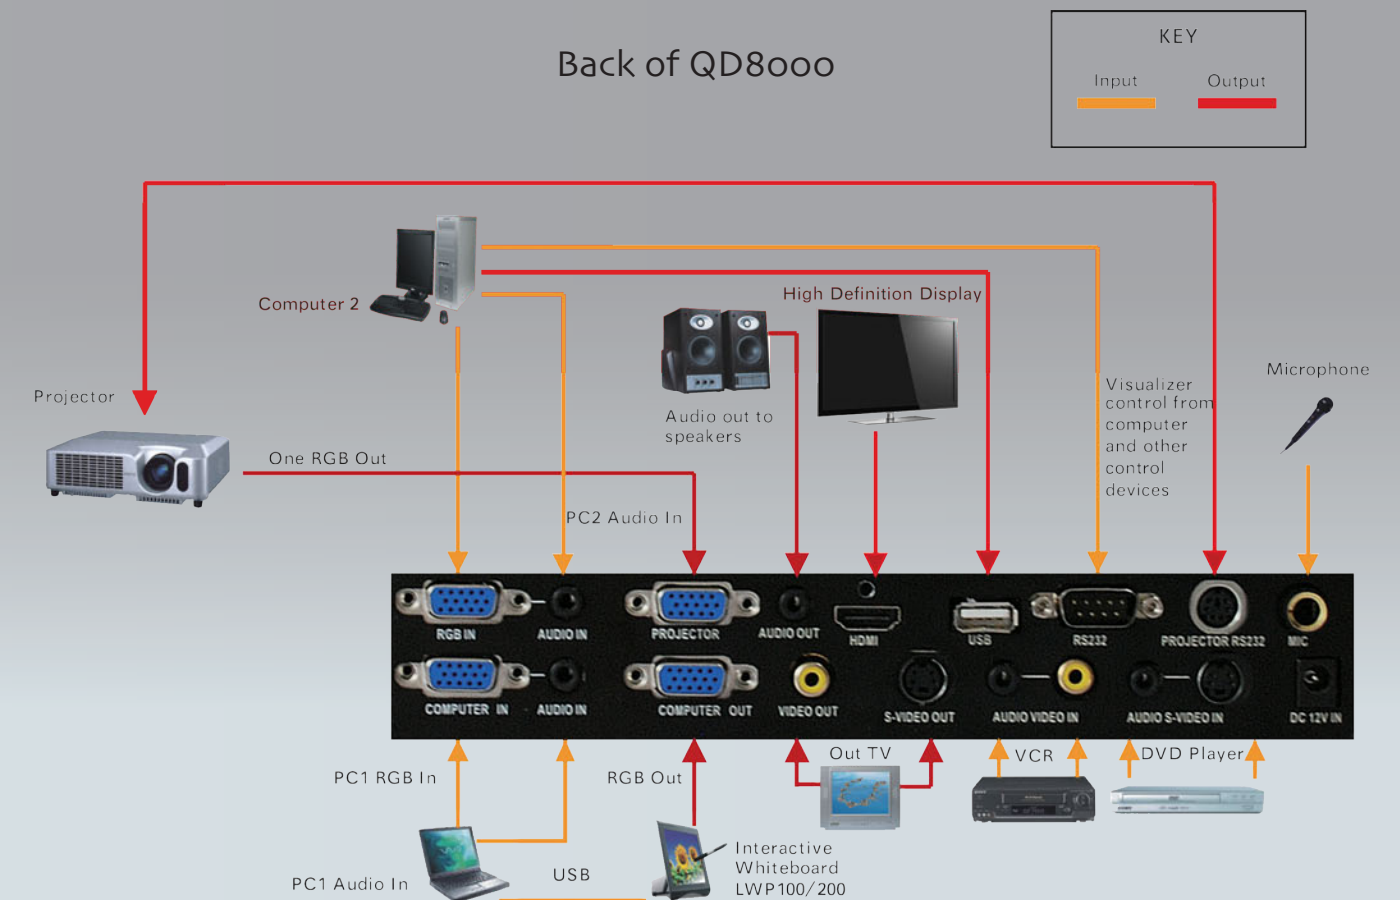 Back of QD8000
KEY
Input
Output
Computer 2
High Definition Display
Projector
One RGB Out
Audio out to
speakers
Visualizer
control from
computer
and other
control
devices
Microphone
PC2 Audio In
RGB IN
AUDIO IN
PROJECTOR
AUDIO OUT
HDMI
USB
RS232
PROJECTOR RS232
MIC
COMPUTER IN
AUDIO IN
COMPUTER OUT
VIDEO OUT
S-VIDEO OUT
AUDIO VIDEO IN
AUDIO S-VIDEO IN
DC 12V IN
PC1 RGB In
RGB Out
Out TV
VCR
DVD Player
PC1 Audio In
USB
Interactive
Whiteboard
LWP100/200